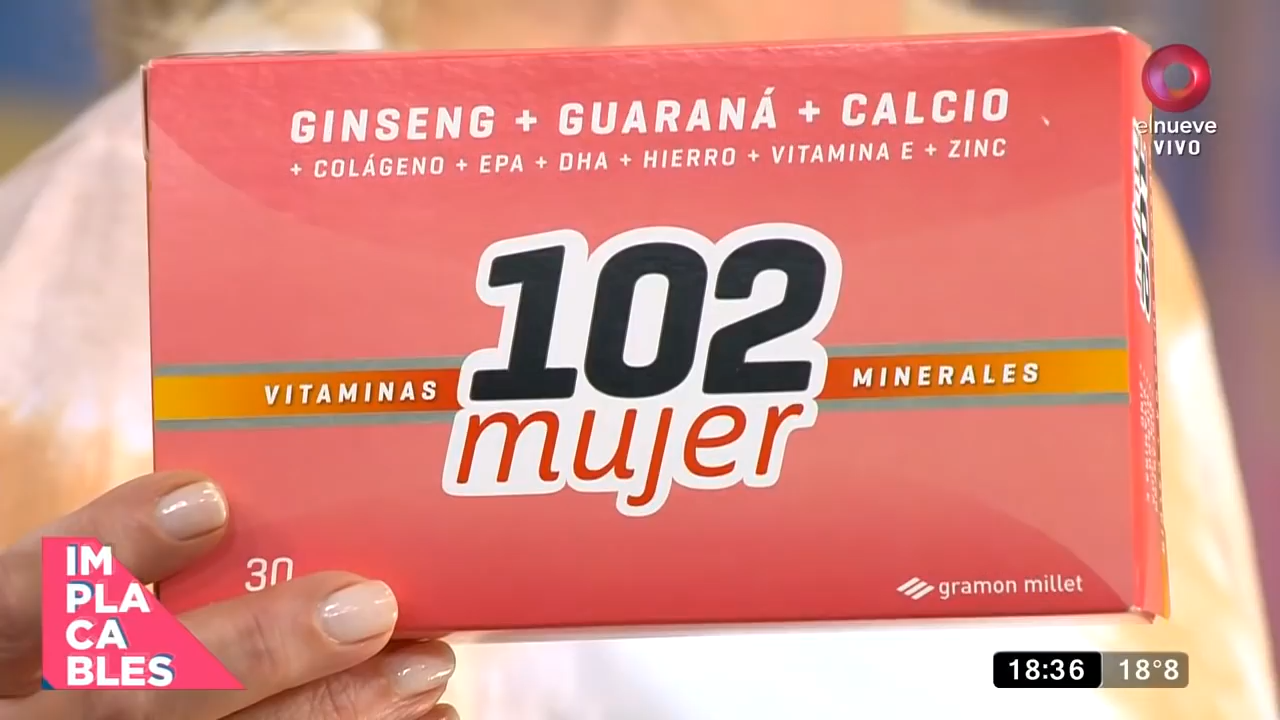 GINSENG + GUARANÁ + CALCIO
+ COLÁGENO + EPA + DHA + HIERRO + VITAMINA E + ZINC
elnueve
VIVO
102
VITAMINAS
MINERALES
mujer
30
gramon millet
IM
PLA
CA
BLES
18:36
18°8